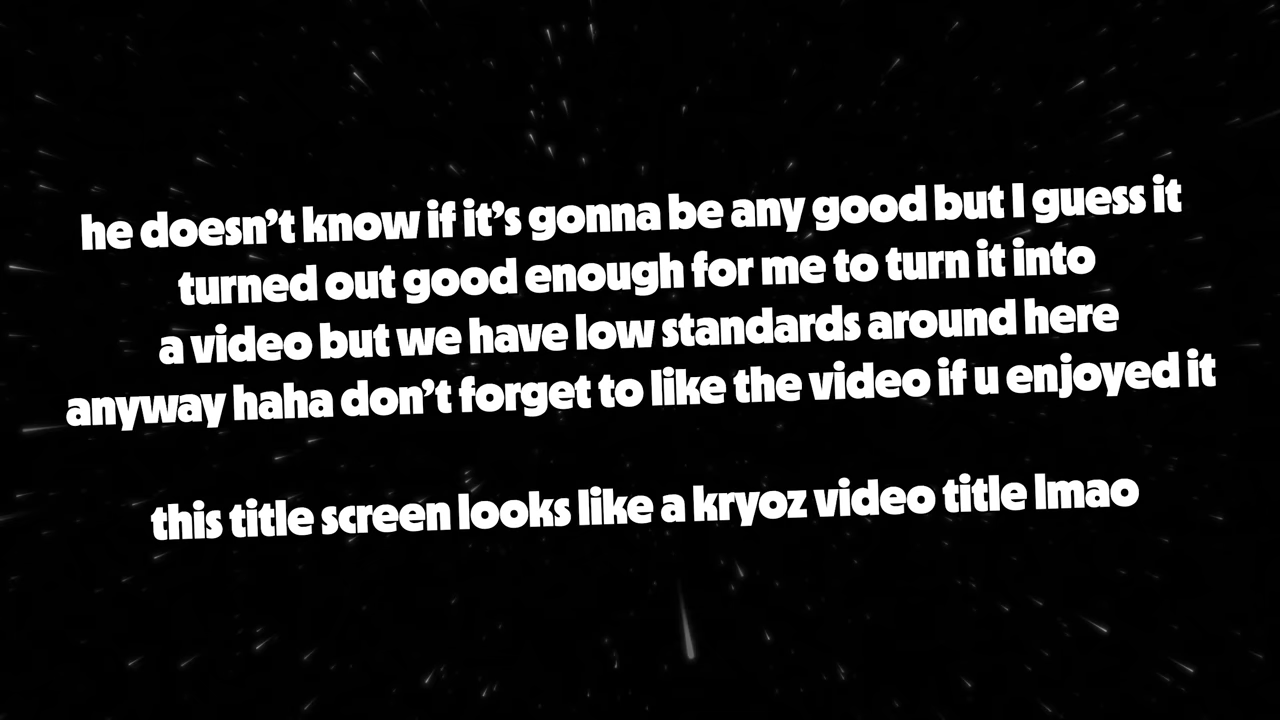 he doesn’t know if it’s gonna be any good but I guess it
turned out good enough for me to turn it into
a video but we have low standards around here
anyway haha don’t forget to like the video if u enjoyed it
this title screen looks like a kryoz video title lmao